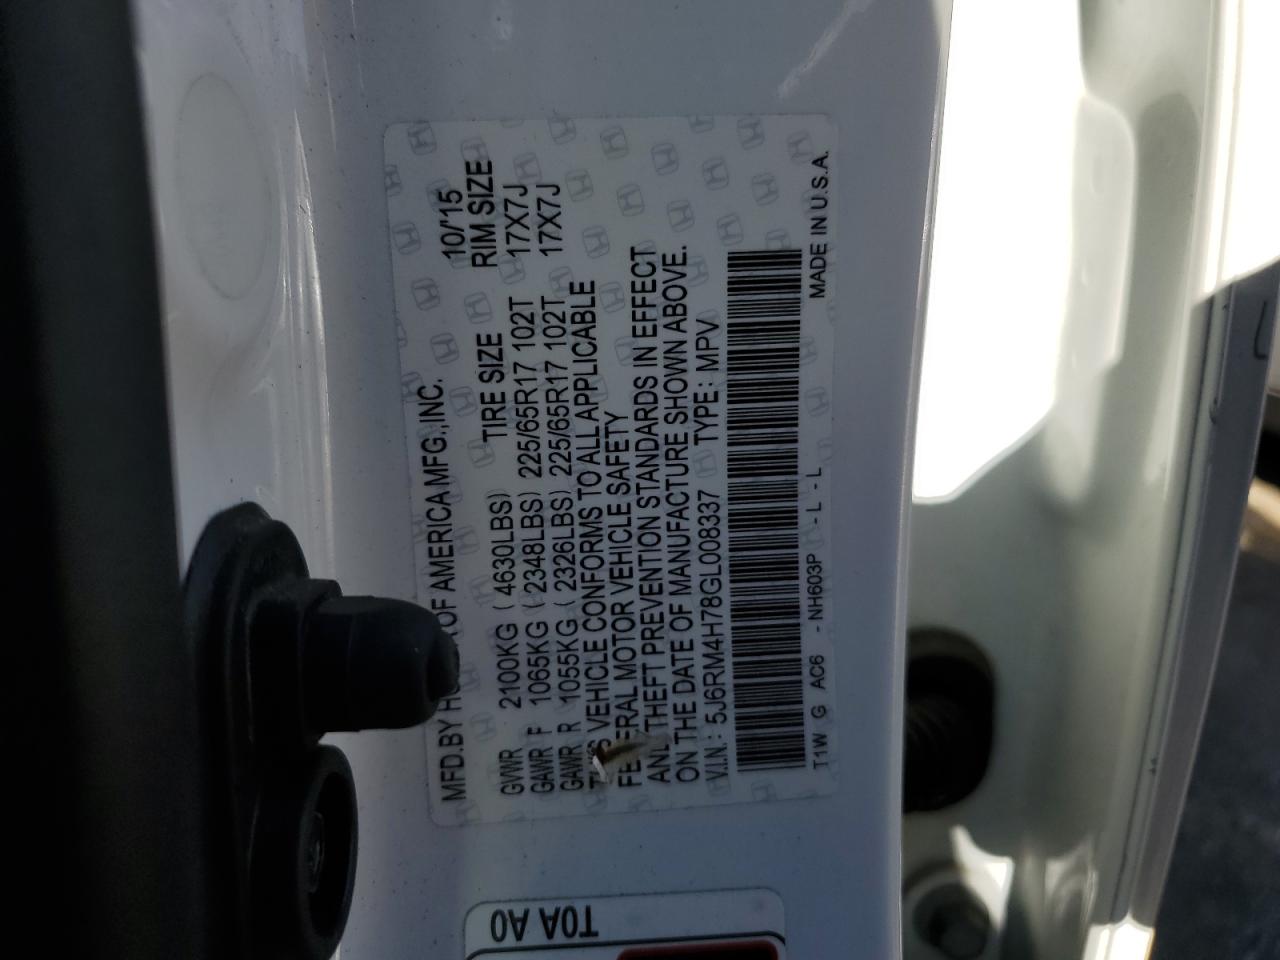 MFD.BY OF AMERICA MFG.,INC. 10/'15
TIRE SIZE RIM SIZE
GVWR 2100KG ( 4630LBS)
GAWR F 1065KG ( 2348LBS) 225/65R17 102T 17X7J
GAWR R 1055KG ( 2326LBS) 225/65R17 102T 17X7J
VEHICLE CONFORMS TO ALL APPLICABLE
MOTOR VEHICLE SAFETY
AND THEFT PREVENTION STANDARDS IN EFFECT
ON THE DATE OF MANUFACTURE SHOWN ABOVE.
V.I.N.: 5J6RM4H78GL008337 TYPE: MPV
T1W G AC6 - NH603P - L - L MADE IN U.S.A.
T0A A0